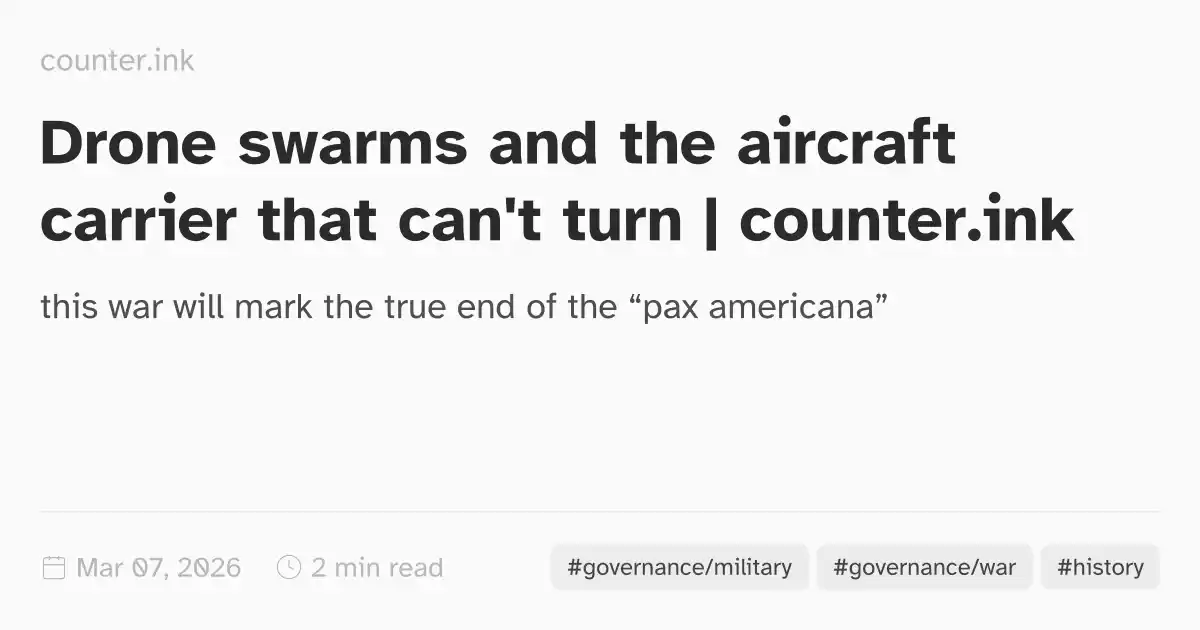 counter.ink
Drone swarms and the aircraft
carrier that can't turn | counter.ink
this war will mark the true end of the “pax americana”
Mar 07, 2026
2 min read
#governance/military
#governance/war
#history